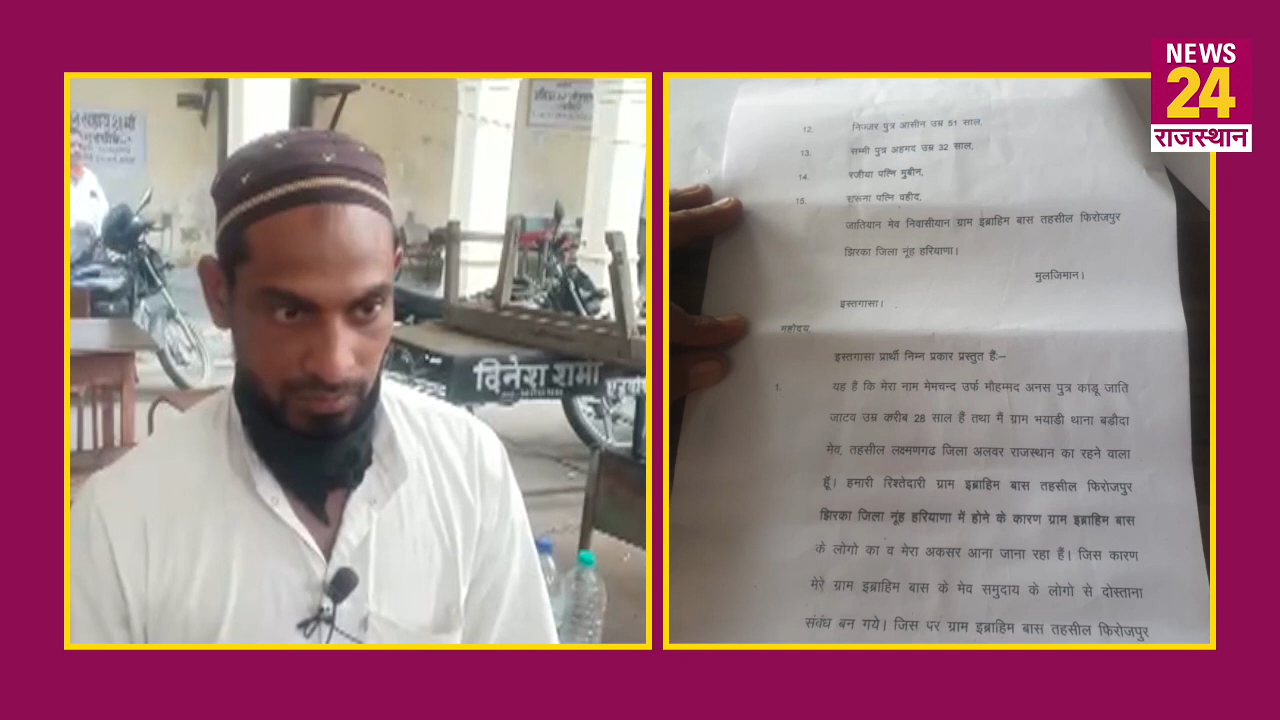 NEWS
24
राजस्थान
शर्मा
दिनेश शर्मा
12. निज्जर पुत्र आसीन उम्र 51 साल,
13. सम्मी पुत्र अहमद उम्र 32 साल,
14. रजीया पत्नि मुबीन,
15. सरूना पत्नि वहीद,
जातियान मेव निवासीयान ग्राम इब्राहिम बास तहसील फिरोजपुर
झिरका जिला नूंह हरियाणा।
मुलजिमान।
इस्तगासा।
महोदय,
इस्तगासा प्रार्थी निम्न प्रकार प्रस्तुत हैः–
1. यह है कि मेरा नाम मेमचन्द उर्फ मौहम्मद अनस पुत्र काडू जाति
जाटव उम्र करीब 28 साल हैं तथा मैं ग्राम भयाडी थाना बडौदा
मेव, तहसील लक्ष्मणगढ जिला अलवर राजस्थान का रहने वाला
हूँ। हमारी रिश्तेदारी ग्राम इब्राहिम बास तहसील फिरोजपुर
झिरका जिला नूंह हरियाणा में होने के कारण ग्राम इब्राहिम बास
के लोगो का व मेरा अकसर आना जाना रहा हैं। जिस कारण
मेरे ग्राम इब्राहिम बास के मेव समुदाय के लोगो से दोस्ताना
संबंध बन गये। जिस पर ग्राम इब्राहिम बास तहसील फिरोजपुर